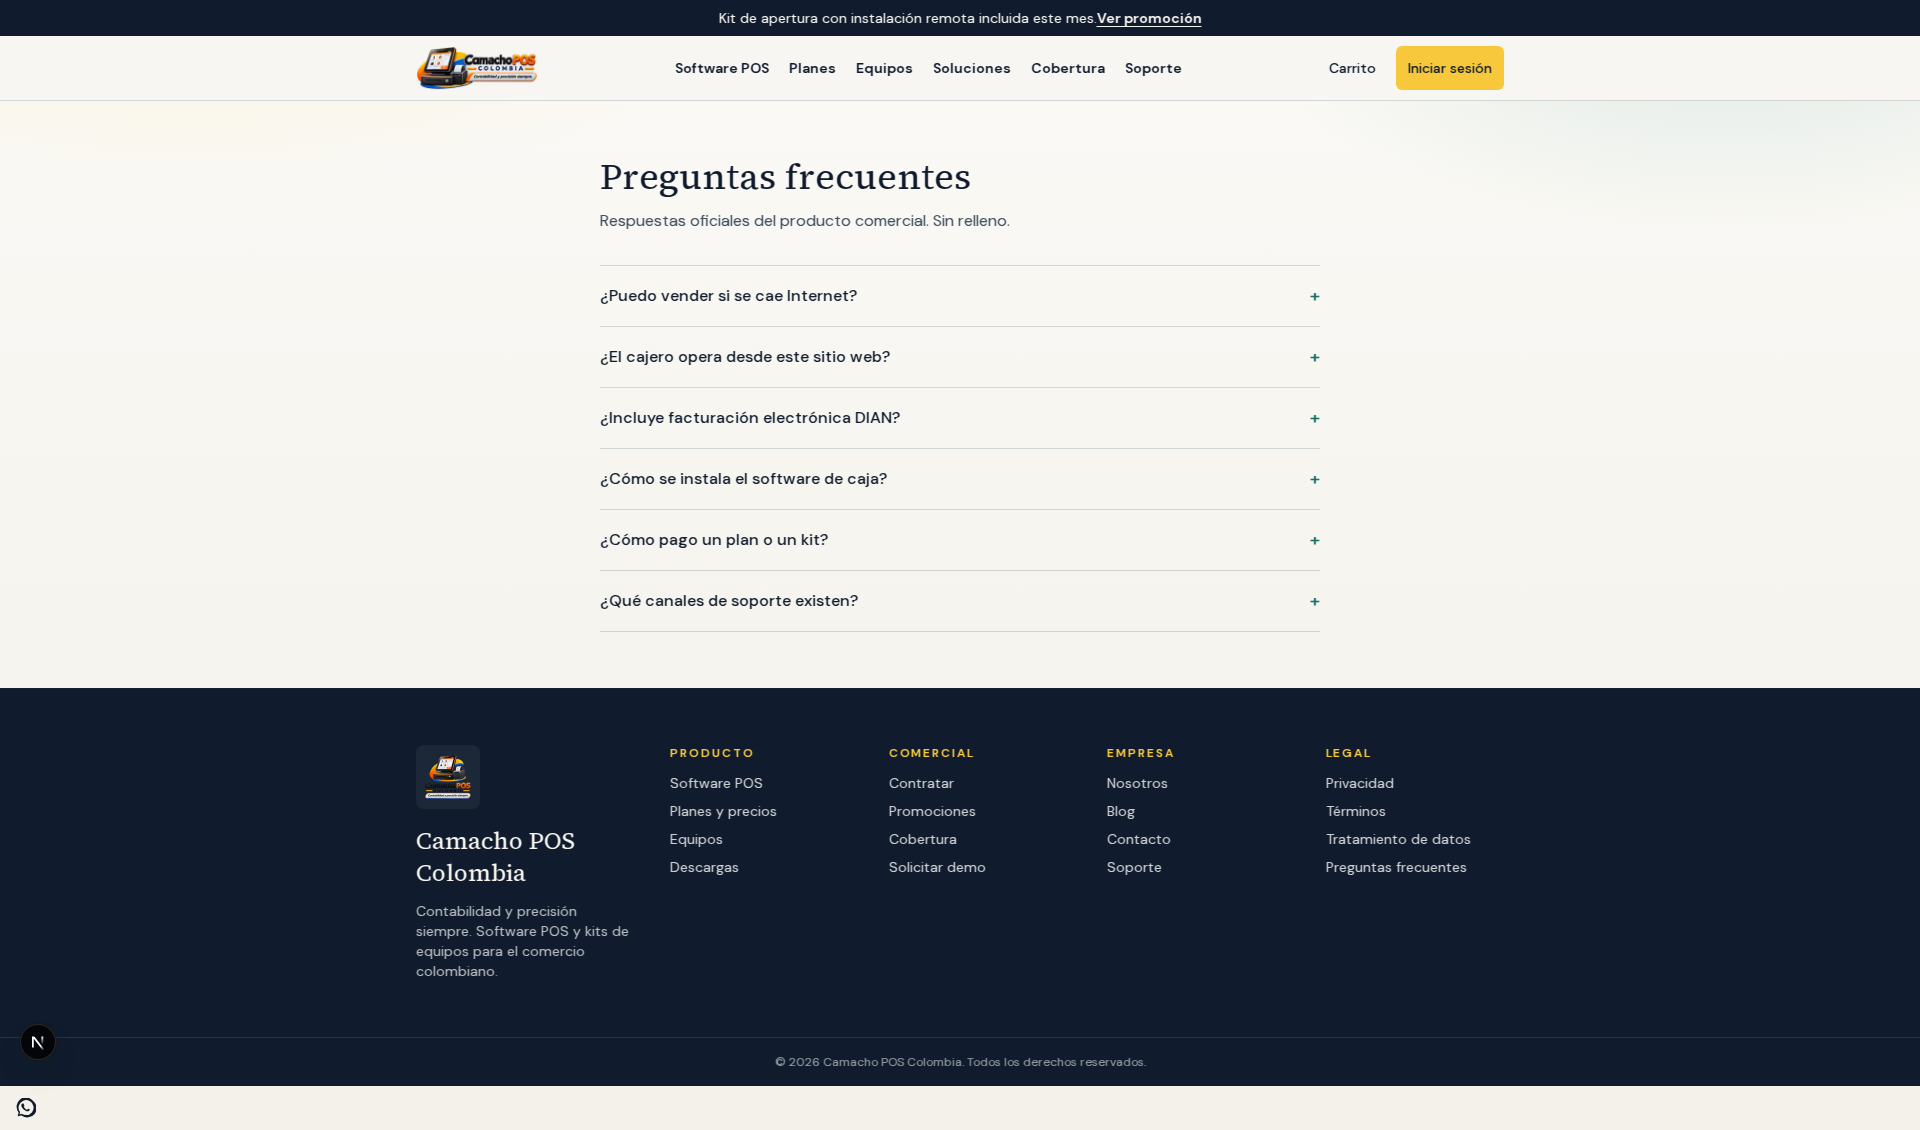 Kit de apertura con instalación remota incluida este mes.Ver promoción
CamachoPOS
COLOMBIA
Contabilidad y precisión siempre.
Software POS
Planes
Equipos
Soluciones
Cobertura
Soporte
Carrito
Iniciar sesión
Preguntas frecuentes
Respuestas oficiales del producto comercial. Sin relleno.
¿Puedo vender si se cae Internet? +
¿El cajero opera desde este sitio web? +
¿Incluye facturación electrónica DIAN? +
¿Cómo se instala el software de caja? +
¿Cómo pago un plan o un kit? +
¿Qué canales de soporte existen? +
Camacho POS
Colombia
Contabilidad y precisión
siempre. Software POS y kits de
equipos para el comercio
colombiano.
PRODUCTO
Software POS
Planes y precios
Equipos
Descargas
COMERCIAL
Contratar
Promociones
Cobertura
Solicitar demo
EMPRESA
Nosotros
Blog
Contacto
Soporte
LEGAL
Privacidad
Términos
Tratamiento de datos
Preguntas frecuentes
N
© 2026 Camacho POS Colombia. Todos los derechos reservados.